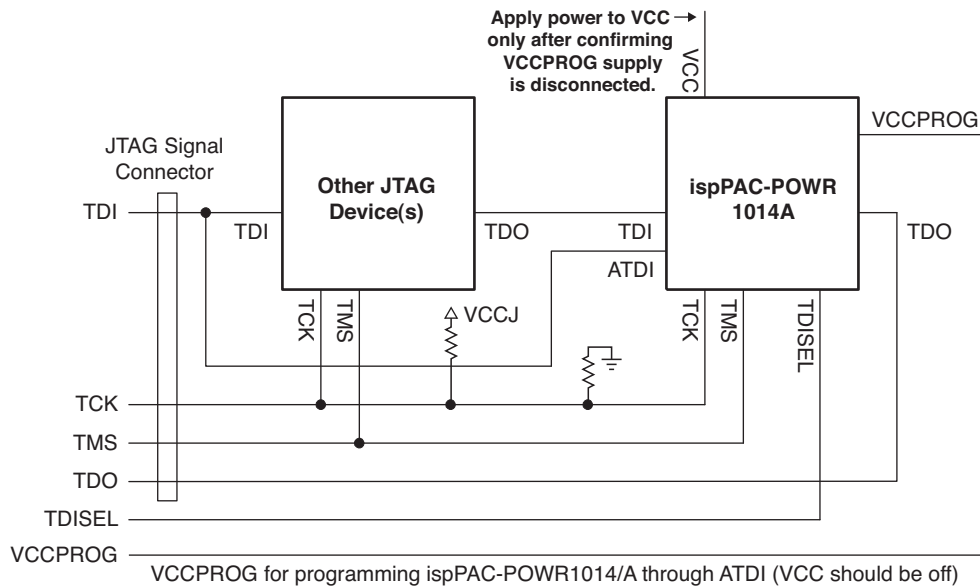 Apply power to VCC
only after confirming
VCCPROG supply
is disconnected.
VCC
VCCPROG
JTAG Signal
Connector
Other JTAG
Device(s)
ispPAC-POWR
1014A
TDI
TDI
TDO
TDI
TDO
ATDI
TCK
TMS
VCCJ
TCK
TMS
TDISEL
TCK
TMS
TDO
TDISEL
VCCPROG
VCCPROG for programming ispPAC-POWR1014/A through ATDI (VCC should be off)